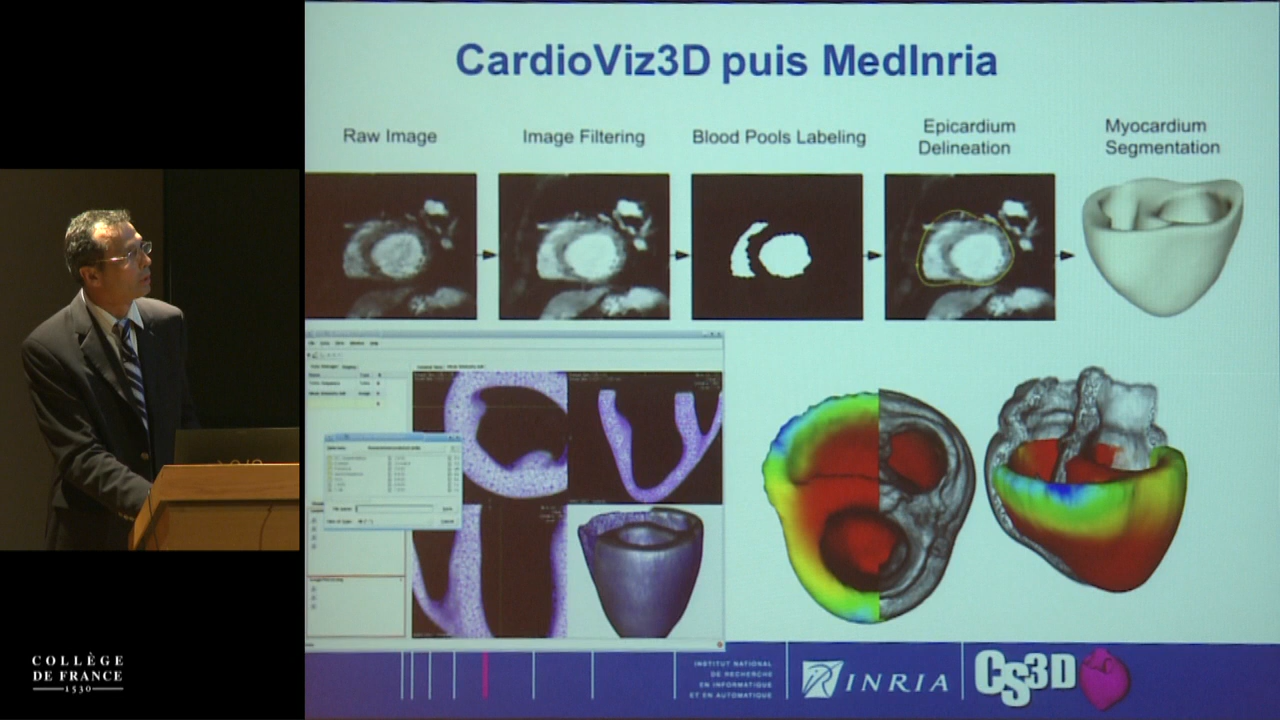 CardioViz3D puis MedInria
Raw Image
Image Filtering
Blood Pools Labeling
Epicardium
Delineation
Myocardium
Segmentation
INSTITUT NATIONAL
DE RECHERCHE
EN INFORMATIQUE
ET EN AUTOMATIQUE
INRIA
CS3D
COLLÈGE
DE FRANCE
1530